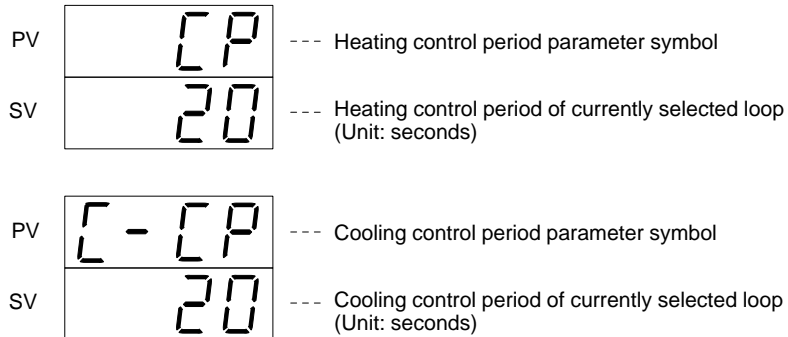 PV CP --- Heating control period parameter symbol
SV 20 --- Heating control period of currently selected loop
(Unit: seconds)
PV C-CP --- Cooling control period parameter symbol
SV 20 --- Cooling control period of currently selected loop
(Unit: seconds)